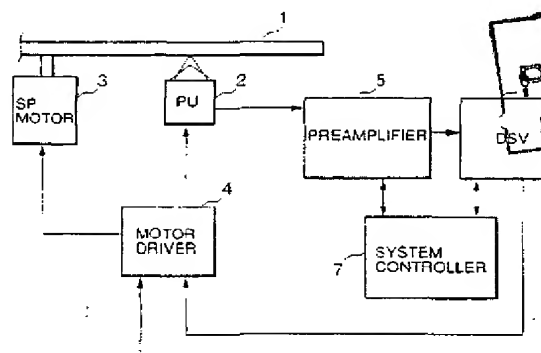 1
3
2
5
SP
MOTOR
PU
PREAMPLIFIER
DSV
4
MOTOR
DRIVER
7
SYSTEM
CONTROLLER